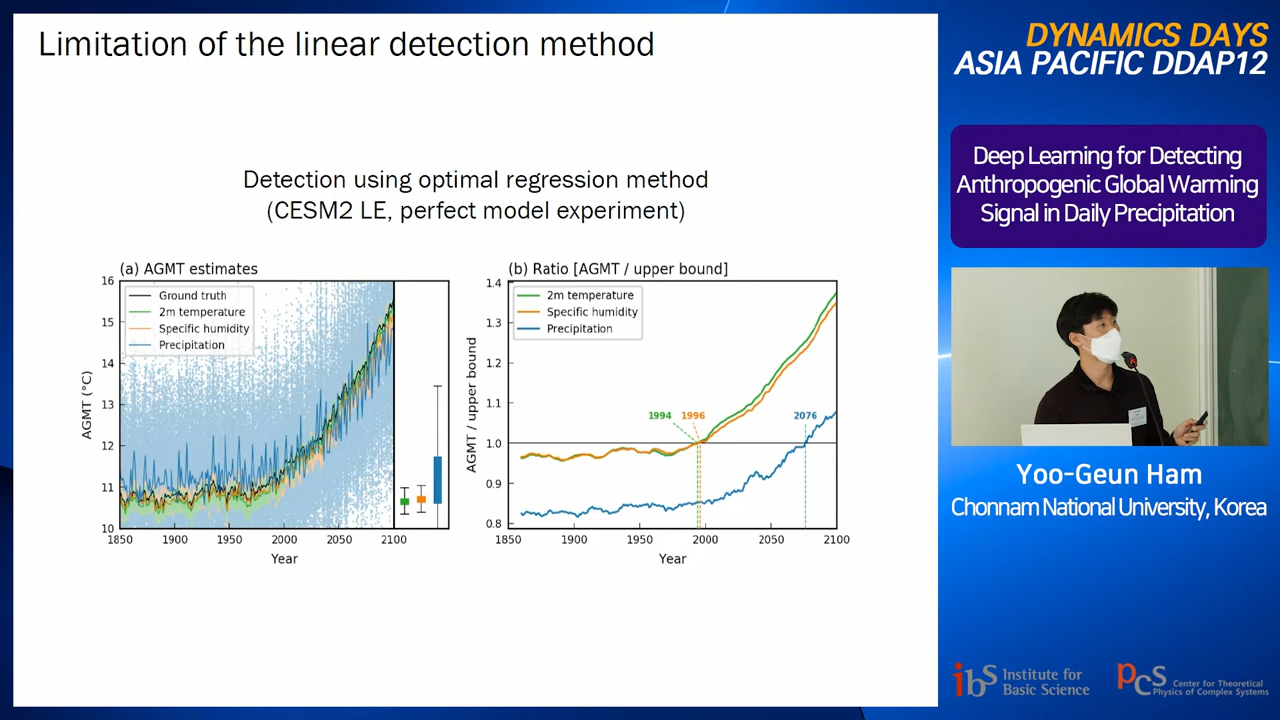 Limitation of the linear detection method
Detection using optimal regression method
(CESM2 LE, perfect model experiment)
(a) AGMT estimates
16
15
14
13
12
11
10
AGMT (°C)
Ground truth
2m temperature
Specific humidity
Precipitation
1850
1900
1950
2000
2050
2100
Year
(b) Ratio [AGMT / upper bound]
1.4
1.3
1.2
1.1
1.0
0.9
0.8
AGMT / upper bound
2m temperature
Specific humidity
Precipitation
1994
1996
2076
1850
1900
1950
2000
2050
2100
Year
DYNAMICS DAYS
ASIA PACIFIC DDAP12
Deep Learning for Detecting
Anthropogenic Global Warming
Signal in Daily Precipitation
Yoo-Geun Ham
Chonnam National University, Korea
ibS Institute for
Basic Science
PCS Center for Theoretical
Physics of Complex Systems